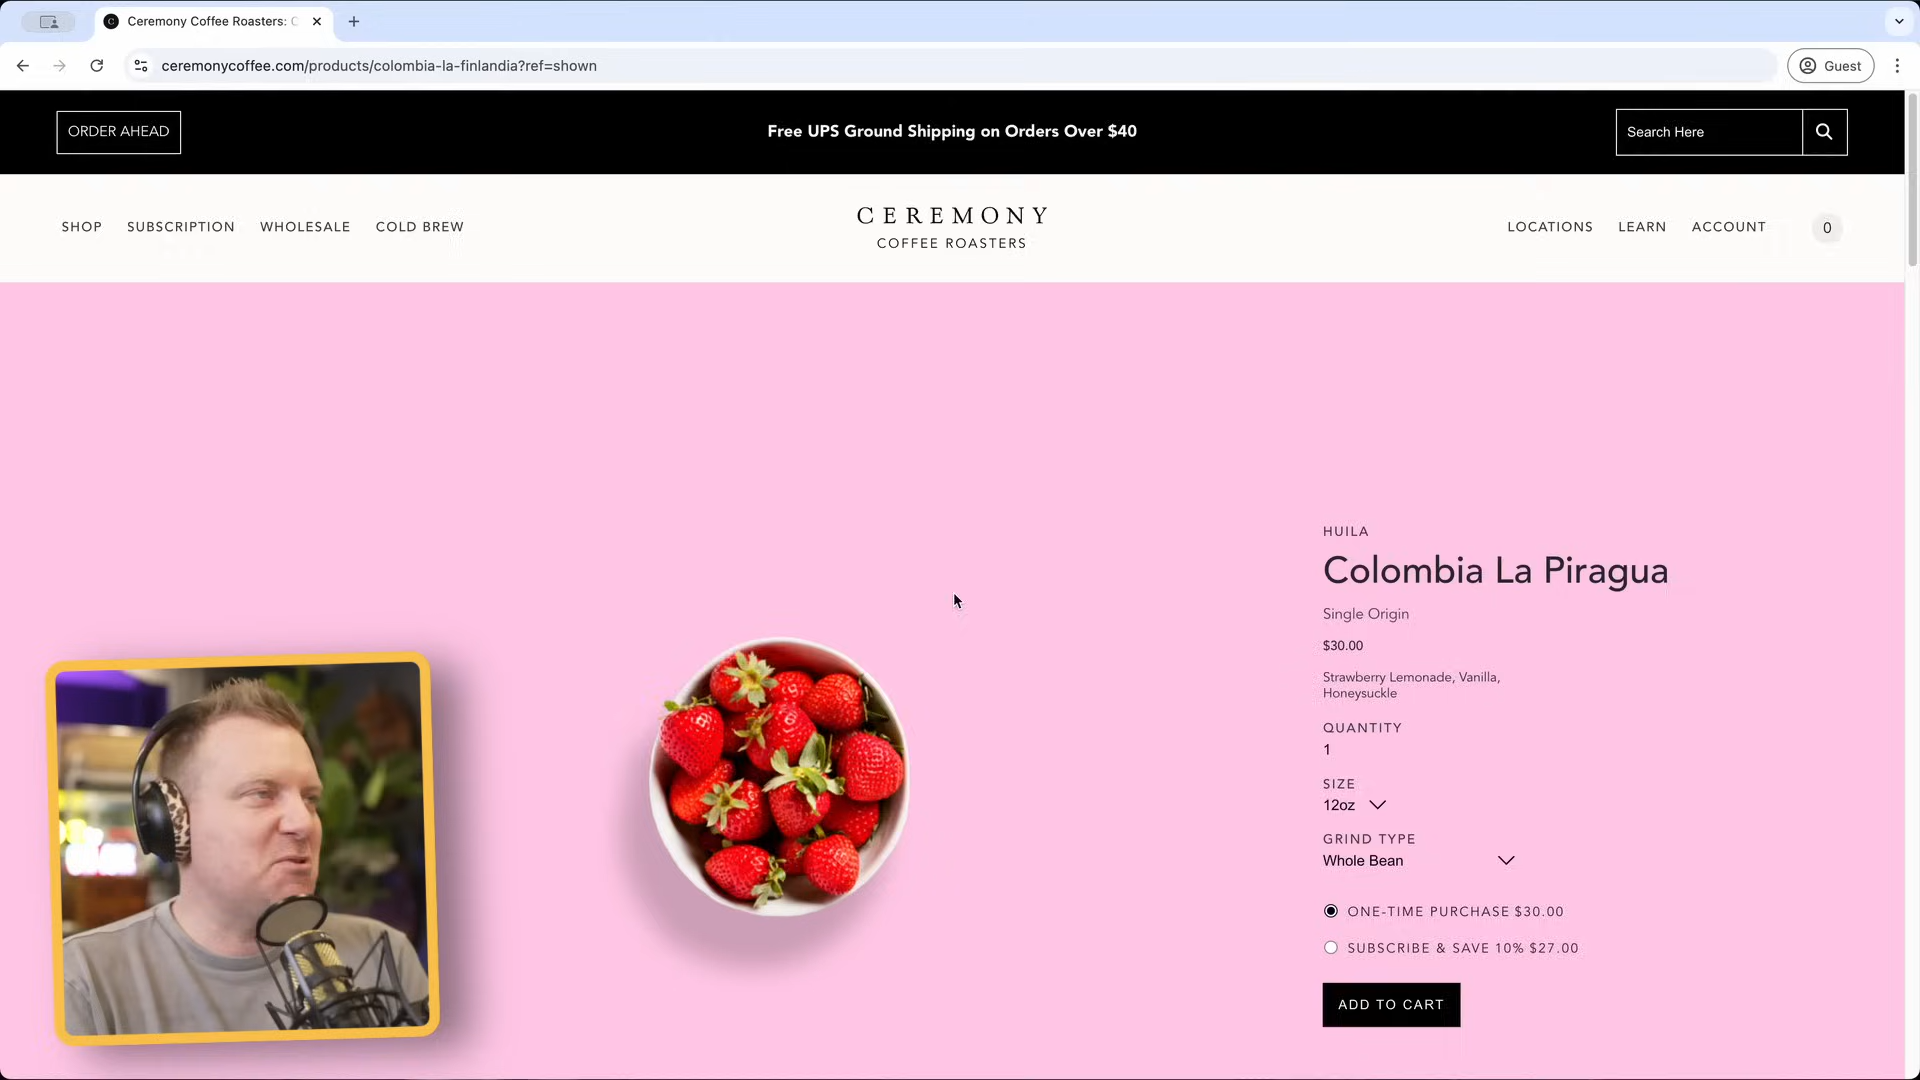 Ceremony Coffee Roasters: C
ceremonycoffee.com/products/colombia-la-finlandia?ref=shown
Guest
ORDER AHEAD
Free UPS Ground Shipping on Orders Over $40
Search Here
SHOP
SUBSCRIPTION
WHOLESALE
COLD BREW
CEREMONY
COFFEE ROASTERS
LOCATIONS
LEARN
ACCOUNT
0
HUILA
Colombia La Piragua
Single Origin
$30.00
Strawberry Lemonade, Vanilla,
Honeysuckle
QUANTITY
1
SIZE
12oz
GRIND TYPE
Whole Bean
ONE-TIME PURCHASE $30.00
SUBSCRIBE & SAVE 10% $27.00
ADD TO CART